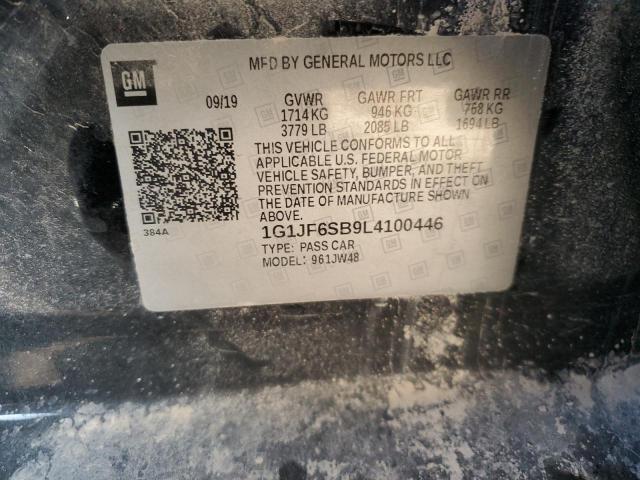 GM
MFD BY GENERAL MOTORS LLC
09/19 GVWR GAWR FRT GAWR RR
1714 KG 946 KG 768 KG
3779 LB 2085 LB 1694 LB
THIS VEHICLE CONFORMS TO ALL
APPLICABLE U.S. FEDERAL MOTOR
VEHICLE SAFETY, BUMPER, AND THEFT
PREVENTION STANDARDS IN EFFECT ON
THE DATE OF MANUFACTURE SHOWN
ABOVE.
384A
1G1JF6SB9L4100446
TYPE: PASS CAR
MODEL: 961JW48